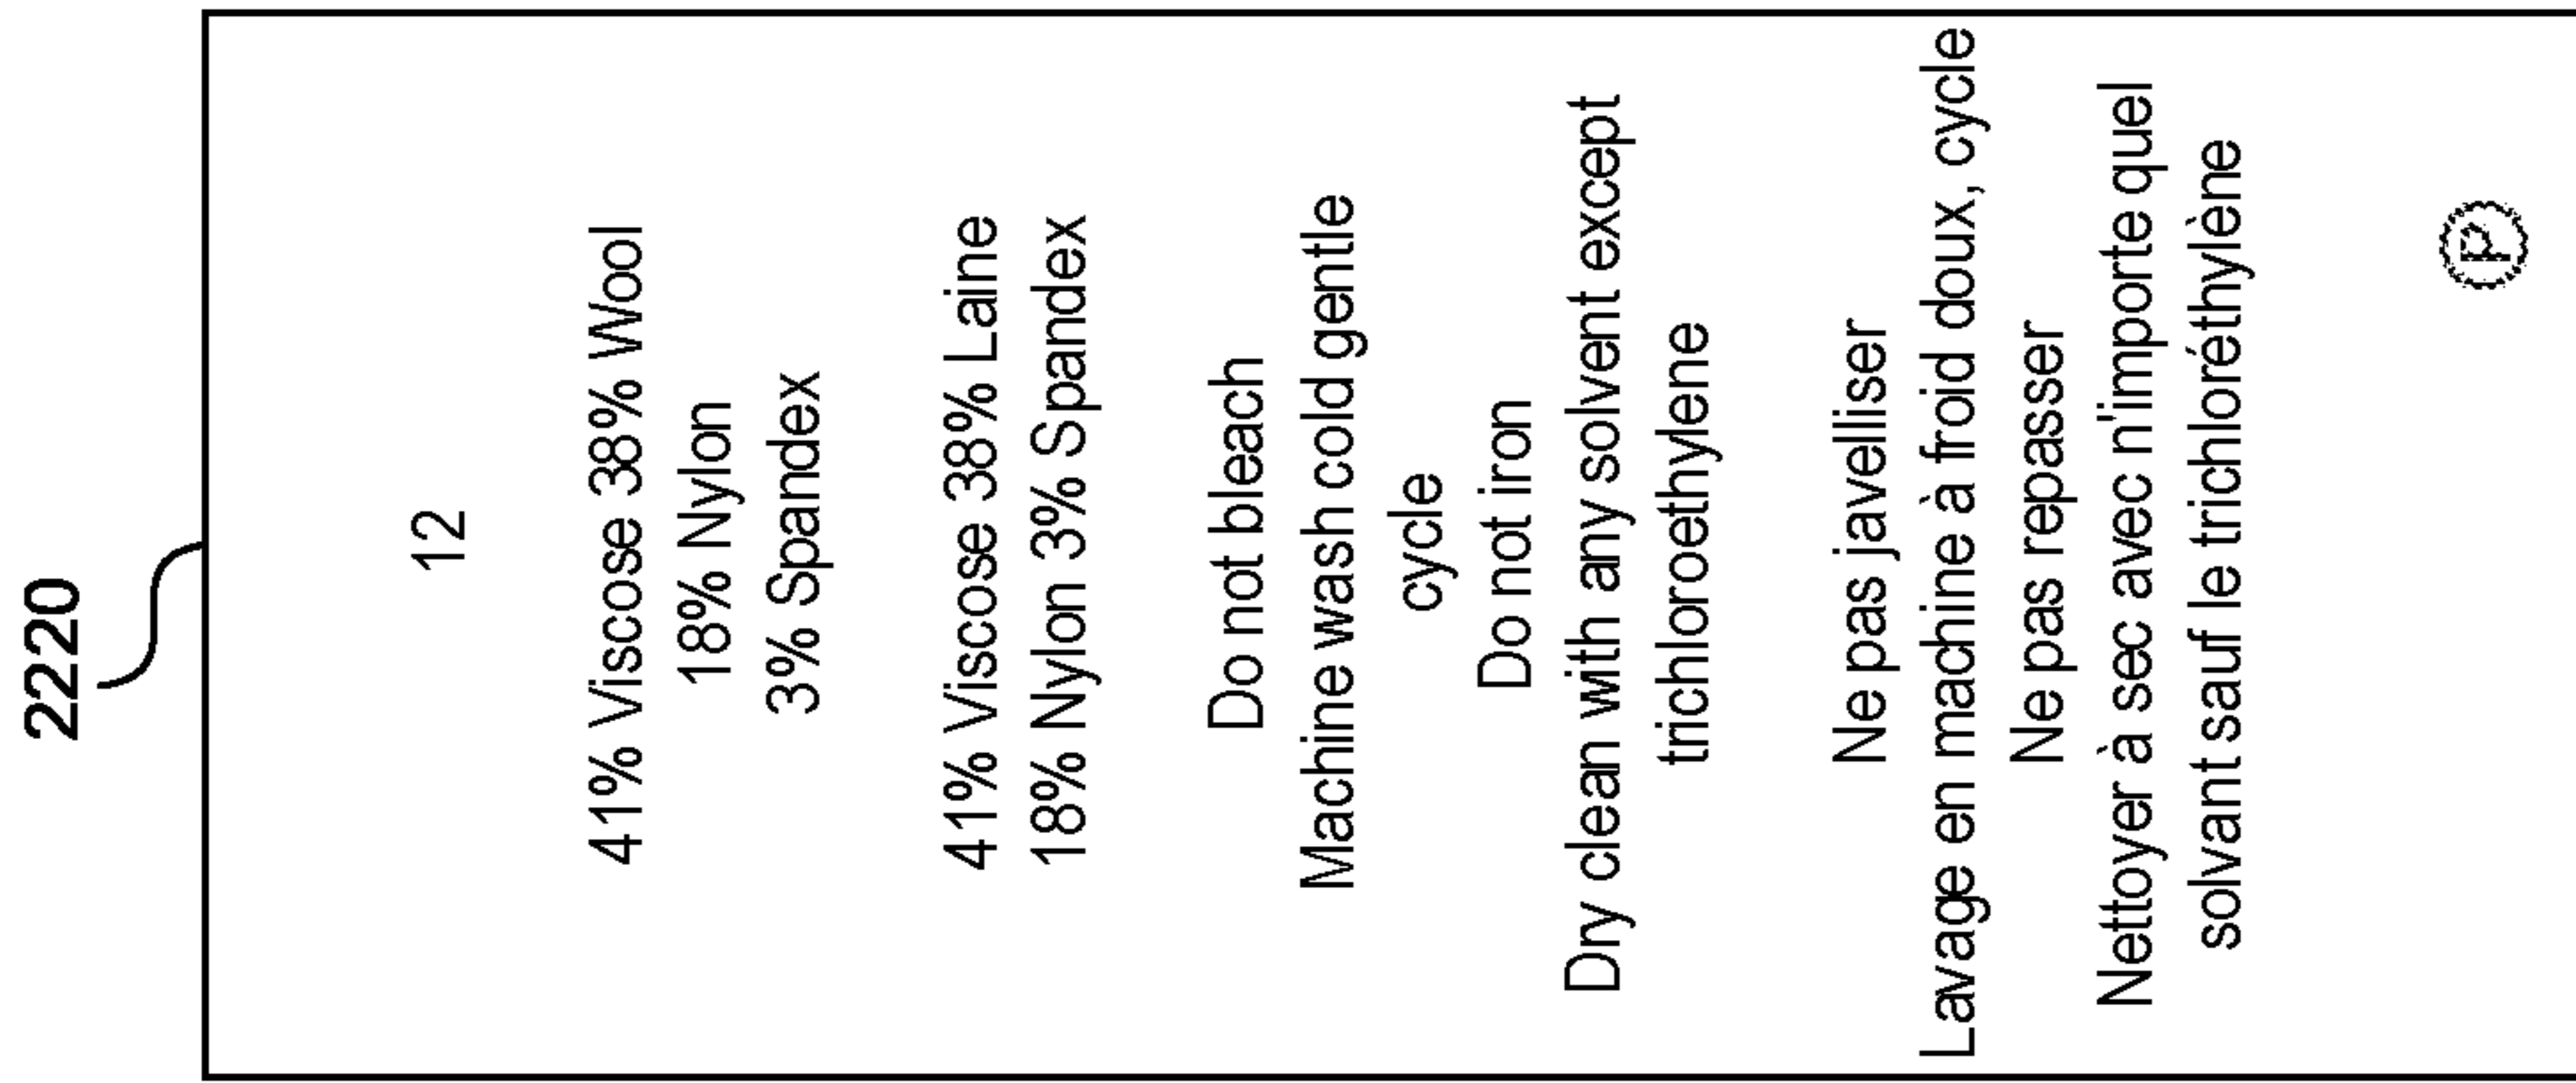 2220
12
41% Viscose 38% Wool
18% Nylon
3% Spandex
41% Viscose 38% Laine
18% Nylon 3% Spandex
Do not bleach
Machine wash cold gentle
cycle
Do not iron
Dry clean with any solvent except
trichloroethylene
Ne pas javelliser
Lavage en machine à froid doux, cycle
Ne pas repasser
Nettoyer à sec avec n'importe quel
solvant sauf le trichloréthylène
P